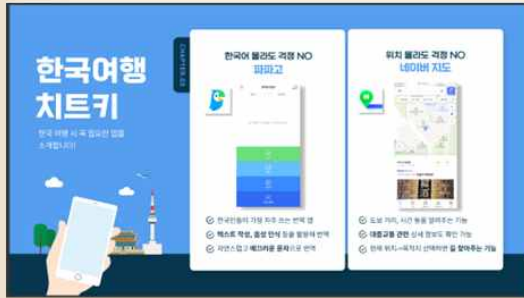 한국여행
치트키
한국 여행 시 꼭 필요한 앱을
소개합니다!
한국어 몰라도 걱정 NO
파파고
한국인들이 가장 자주 쓰는 번역 앱
텍스트 작성, 음성 인식 등을 활용해 번역
자연스럽고 매끄러운 문자으로 번역
위치 몰라도 걱정 NO
네이버 지도
도보 거리, 시간 등을 알려주는 기능
대중교통 관련 상세 정보도 확인 가능
현재 위치→목적지 선택하면 길 찾아주는 기능